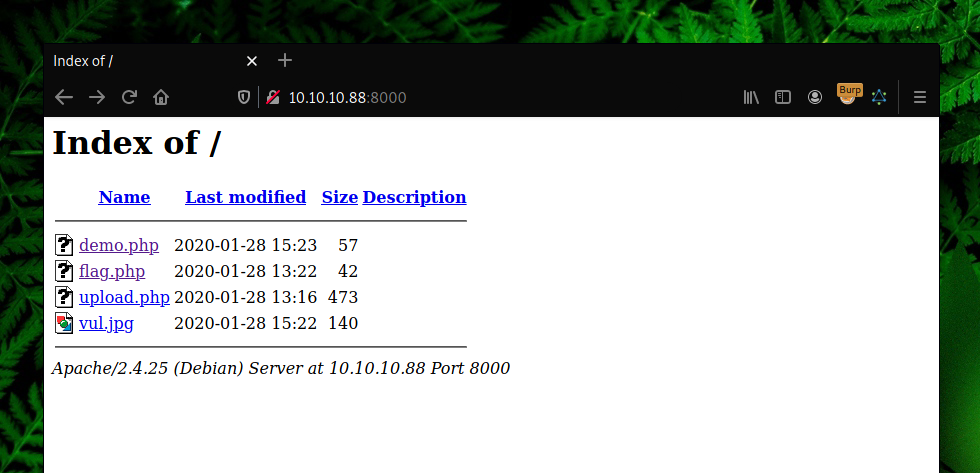 Index of /
10.10.10.88:8000
Burp
Index of /
Name Last modified Size Description
demo.php 2020-01-28 15:23 57
flag.php 2020-01-28 13:22 42
upload.php 2020-01-28 13:16 473
vul.jpg 2020-01-28 15:22 140
Apache/2.4.25 (Debian) Server at 10.10.10.88 Port 8000